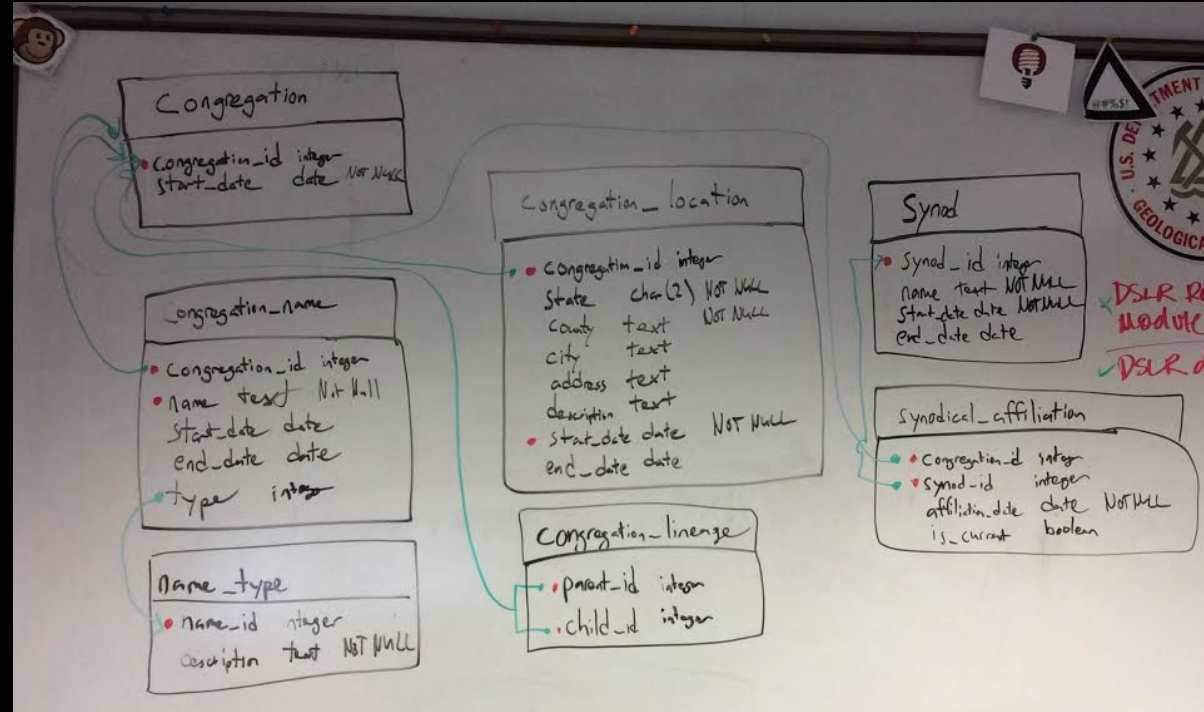 Congregation
congregation_id integer
start_date date NOT NULL
congregation_name
congregation_id integer
name text Not Null
start_date date
end_date date
type integer
name_type
name_id integer
description text NOT NULL
congregation_location
congregation_id integer
state char(2) NOT NULL
county text NOT NULL
city text
address text
description text
start_date date NOT NULL
end_date date
congregation_lineage
parent_id integer
child_id integer
Synod
synod_id integer
name text NOT NULL
start_date date NOT NULL
end_date date
synodical_affiliation
congregation_id integer
synod_id integer
affiliation_date date NOT NULL
is_current boolean
@#%$!
U.S. DE
TMENT
GEOLOGICA
DSLR
Module
DSLR